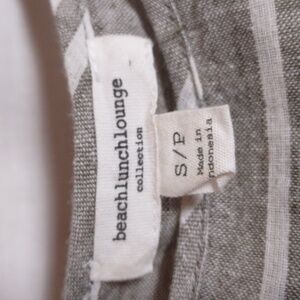 beachlunchlounge
collection
S/P
Made in
Indonesia